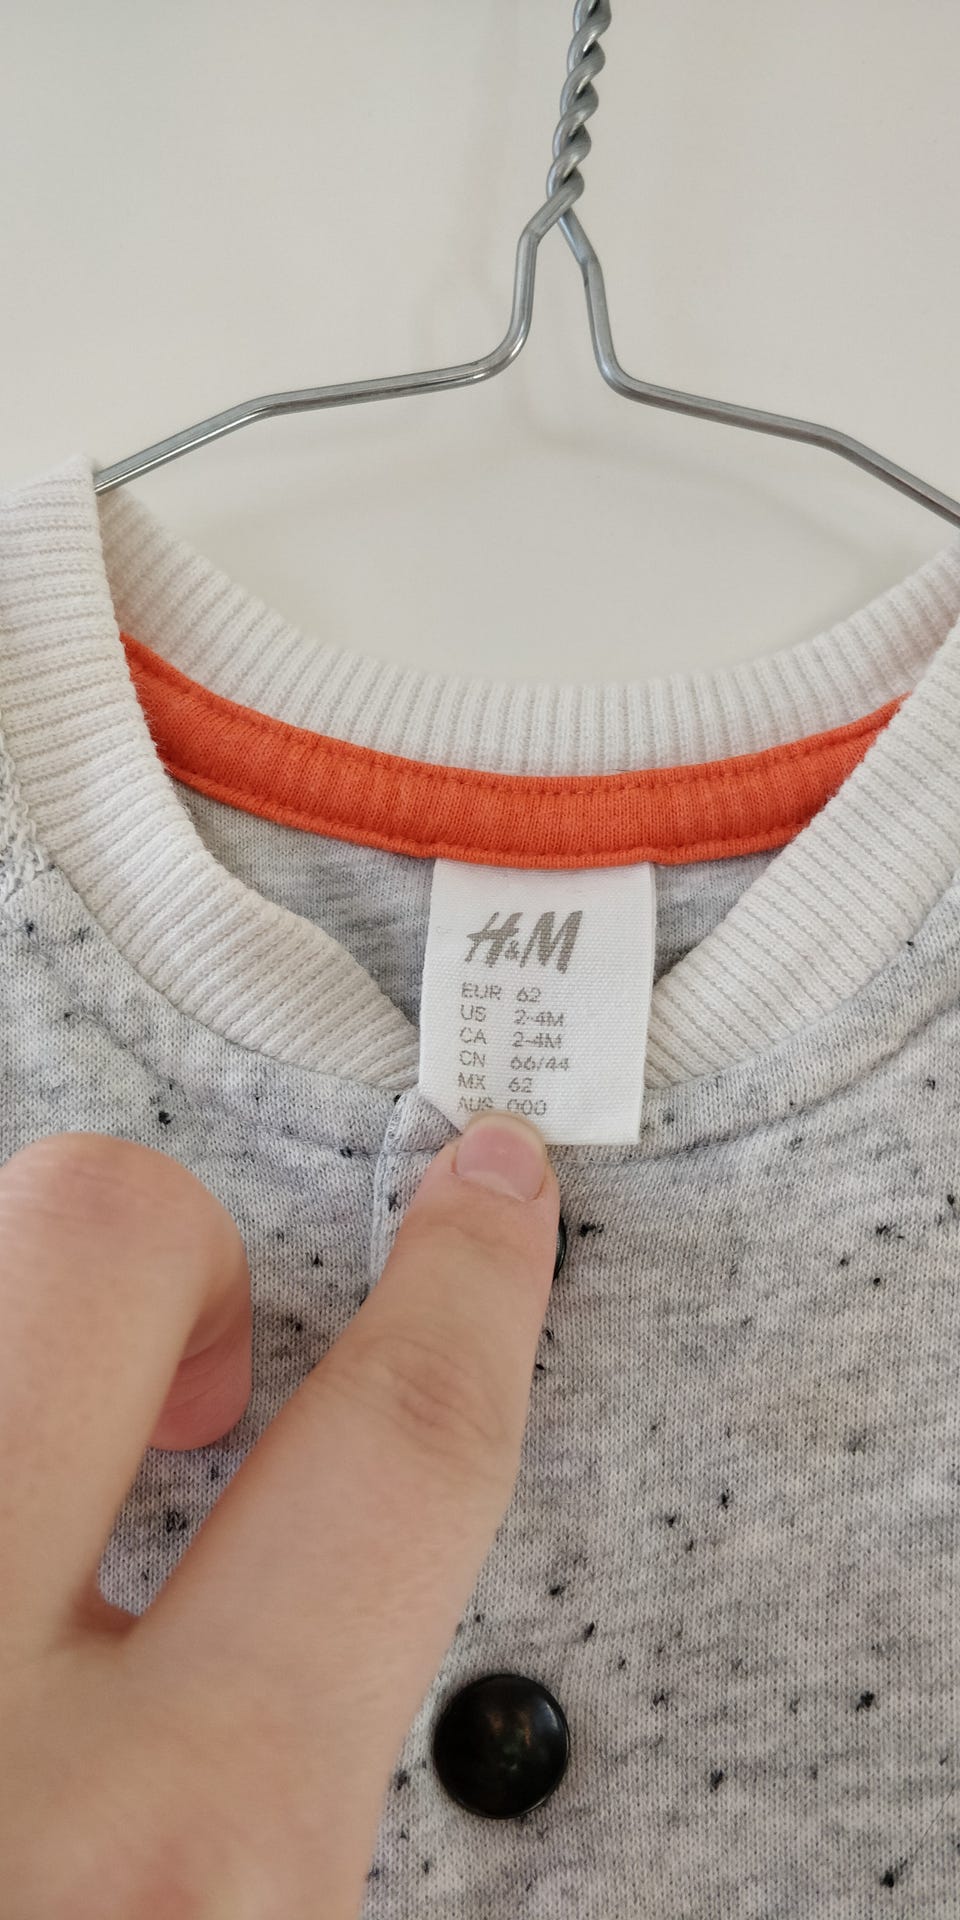 H&M
EUR 62
US 2-4M
CA 2-4M
CN 66/44
MX 62
AUS 000